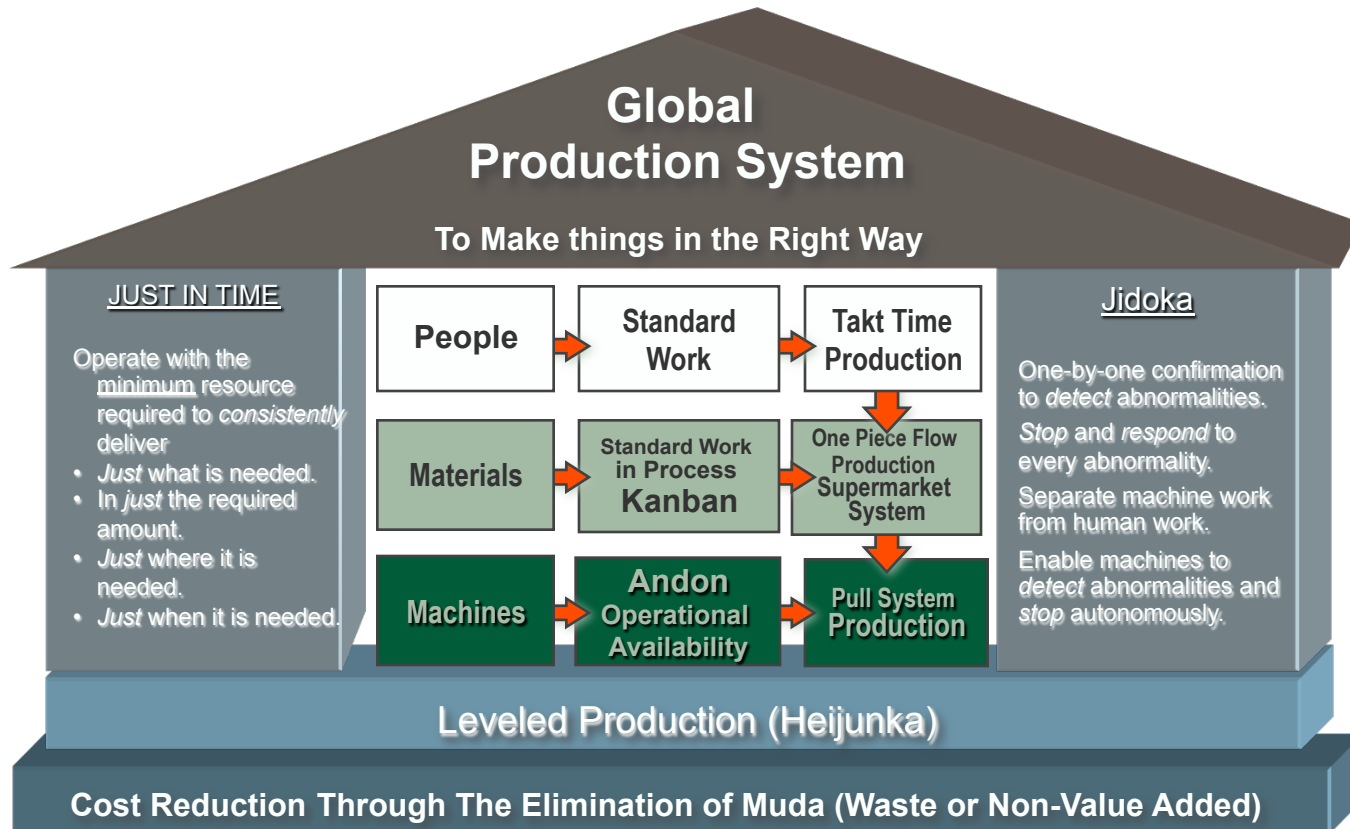 Global
Production System
To Make things in the Right Way
JUST IN TIME
Operate with the
minimum resource
required to consistently
deliver
• Just what is needed.
• In just the required
amount.
• Just where it is
needed.
• Just when it is needed.
People
Standard
Work
Takt Time
Production
Materials
Standard Work
in Process
Kanban
One Piece Flow
Production
Supermarket
System
Machines
Andon
Operational
Availability
Pull System
Production
Jidoka
One-by-one confirmation
to detect abnormalities.
Stop and respond to
every abnormality.
Separate machine work
from human work.
Enable machines to
detect abnormalities and
stop autonomously.
Leveled Production (Heijunka)
Cost Reduction Through The Elimination of Muda (Waste or Non-Value Added)